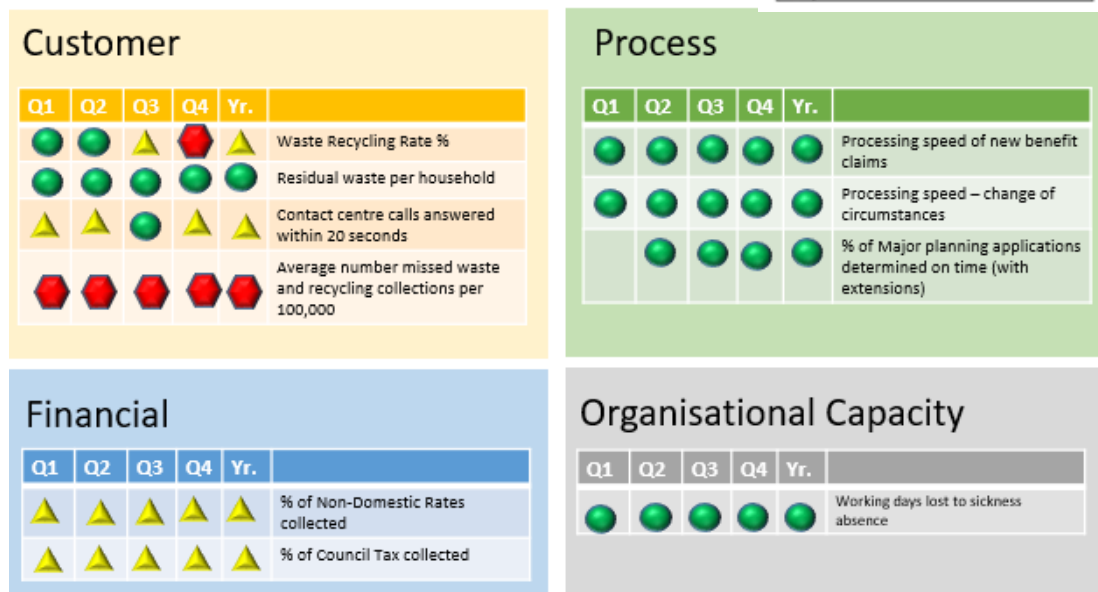 Customer
Q1 Q2 Q3 Q4 Yr.
Waste Recycling Rate %
Residual waste per household
Contact centre calls answered
within 20 seconds
Average number missed waste
and recycling collections per
100,000
Process
Q1 Q2 Q3 Q4 Yr.
Processing speed of new benefit
claims
Processing speed – change of
circumstances
% of Major planning applications
determined on time (with
extensions)
Financial
Q1 Q2 Q3 Q4 Yr.
% of Non-Domestic Rates
collected
% of Council Tax collected
Organisational Capacity
Q1 Q2 Q3 Q4 Yr.
Working days lost to sickness
absence